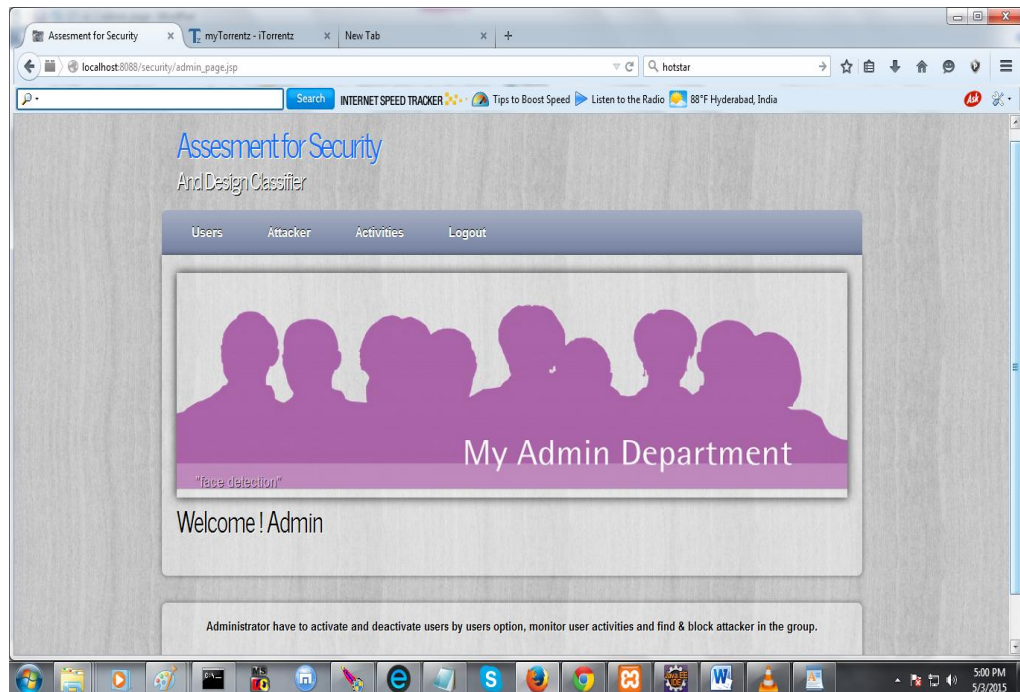 Assesment for Security
myTorrentz - iTorrentz
New Tab
localhost:8088/security/admin_page.jsp
hotstar
Search
INTERNET SPEED TRACKER
Tips to Boost Speed
Listen to the Radio
88°F Hyderabad, India
Ask
Assesment for Security
And Design Classifier
Users
Attacker
Activities
Logout
My Admin Department
"face detection"
Welcome ! Admin
Administrator have to activate and deactivate users by users option, monitor user activities and find & block attacker in the group.
5:00 PM
5/3/2015